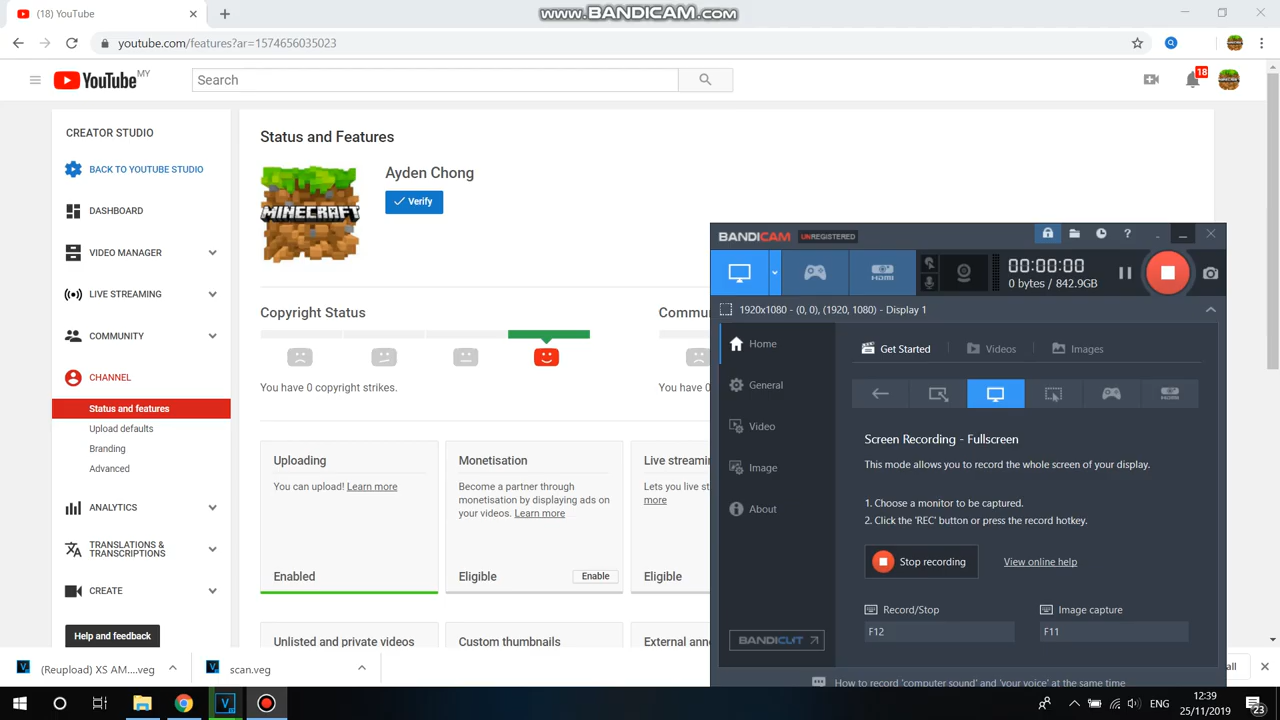 (18) YouTube
www.BANDICAM.com
youtube.com/features?ar=1574656035023
YouTube MY
Search
18
CREATOR STUDIO
BACK TO YOUTUBE STUDIO
DASHBOARD
VIDEO MANAGER
LIVE STREAMING
COMMUNITY
CHANNEL
Status and features
Upload defaults
Branding
Advanced
ANALYTICS
TRANSLATIONS &
TRANSCRIPTIONS
CREATE
Help and feedback
Status and Features
MINECRAFT
Ayden Chong
Verify
Copyright Status
You have 0 copyright strikes.
Commu
You have 0
Uploading
You can upload! Learn more
Enabled
Monetisation
Become a partner through
monetisation by displaying ads on
your videos. Learn more
Eligible
Enable
Live streami
Lets you live st
more
Eligible
Unlisted and private videos
Custom thumbnails
External ann
BANDICAM UNREGISTERED
HDMI
00:00:00
0 bytes / 842.9GB
1920x1080 - (0, 0), (1920, 1080) - Display 1
Home
General
Video
Image
About
BANDICUT
Get Started
Videos
Images
HDMI
Screen Recording - Fullscreen
This mode allows you to record the whole screen of your display.
1. Choose a monitor to be captured.
2. Click the 'REC' button or press the record hotkey.
Stop recording
View online help
Record/Stop
F12
Image capture
F11
How to record 'computer sound' and 'your voice' at the same time
(Reupload) XS AM....veg
scan.veg
all
ENG
12:39
25/11/2019
23